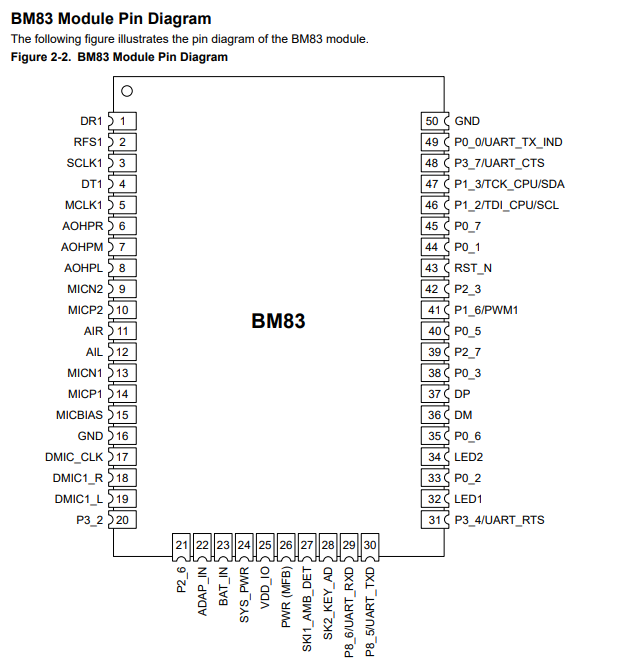 BM83 Module Pin Diagram
The following figure illustrates the pin diagram of the BM83 module.
Figure 2-2. BM83 Module Pin Diagram
DR1 1
RFS1 2
SCLK1 3
DT1 4
MCLK1 5
AOHPR 6
AOHPM 7
AOHPL 8
MICN2 9
MICP2 10
AIR 11
AIL 12
MICN1 13
MICP1 14
MICBIAS 15
GND 16
DMIC_CLK 17
DMIC1_R 18
DMIC1_L 19
P3_2 20
BM83
50 GND
49 P0_0/UART_TX_IND
48 P3_7/UART_CTS
47 P1_3/TCK_CPU/SDA
46 P1_2/TDI_CPU/SCL
45 P0_7
44 P0_1
43 RST_N
42 P2_3
41 P1_6/PWM1
40 P0_5
39 P2_7
38 P0_3
37 DP
36 DM
35 P0_6
34 LED2
33 P0_2
32 LED1
31 P3_4/UART_RTS
21 P2_6
22 ADAP_IN
23 BAT_IN
24 SYS_PWR
25 VDD_IO
26 PWR (MFB)
27 SKI1_AMB_DET
28 SK2_KEY_AD
29 P8_6/UART_RXD
30 P8_5/UART_TXD